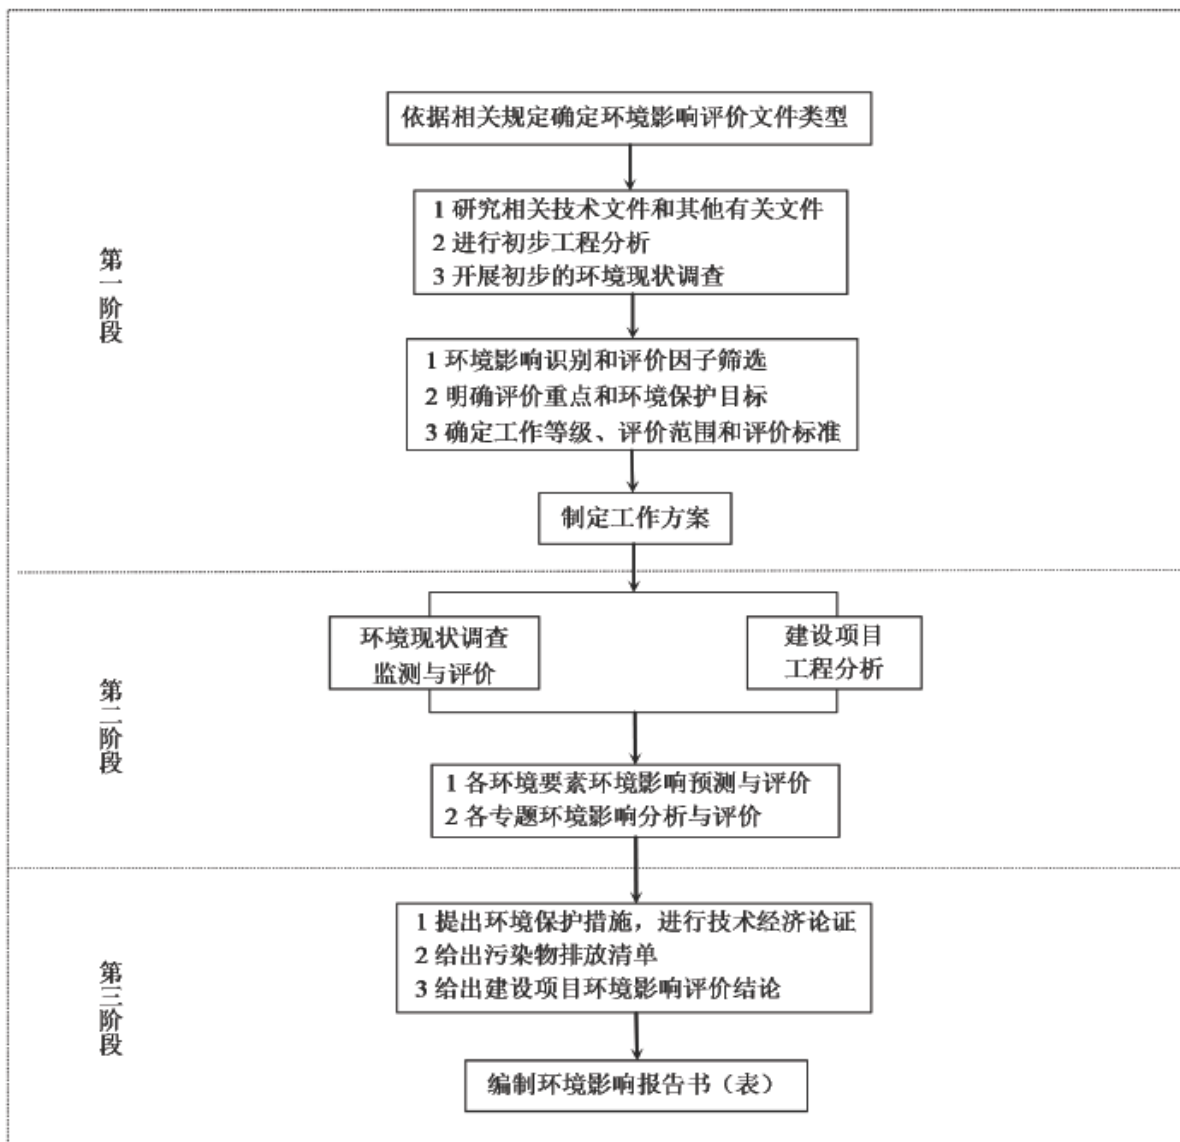 依据相关规定确定环境影响评价文件类型
1 研究相关技术文件和其他有关文件
2 进行初步工程分析
3 开展初步的环境现状调查
第一阶段
1 环境影响识别和评价因子筛选
2 明确评价重点和环境保护目标
3 确定工作等级、评价范围和评价标准
制定工作方案
环境现状调查
监测与评价
建设项目
工程分析
第二阶段
1 各环境要素环境影响预测与评价
2 各专题环境影响分析与评价
1 提出环境保护措施，进行技术经济论证
2 给出污染物排放清单
3 给出建设项目环境影响评价结论
第三阶段
编制环境影响报告书（表）